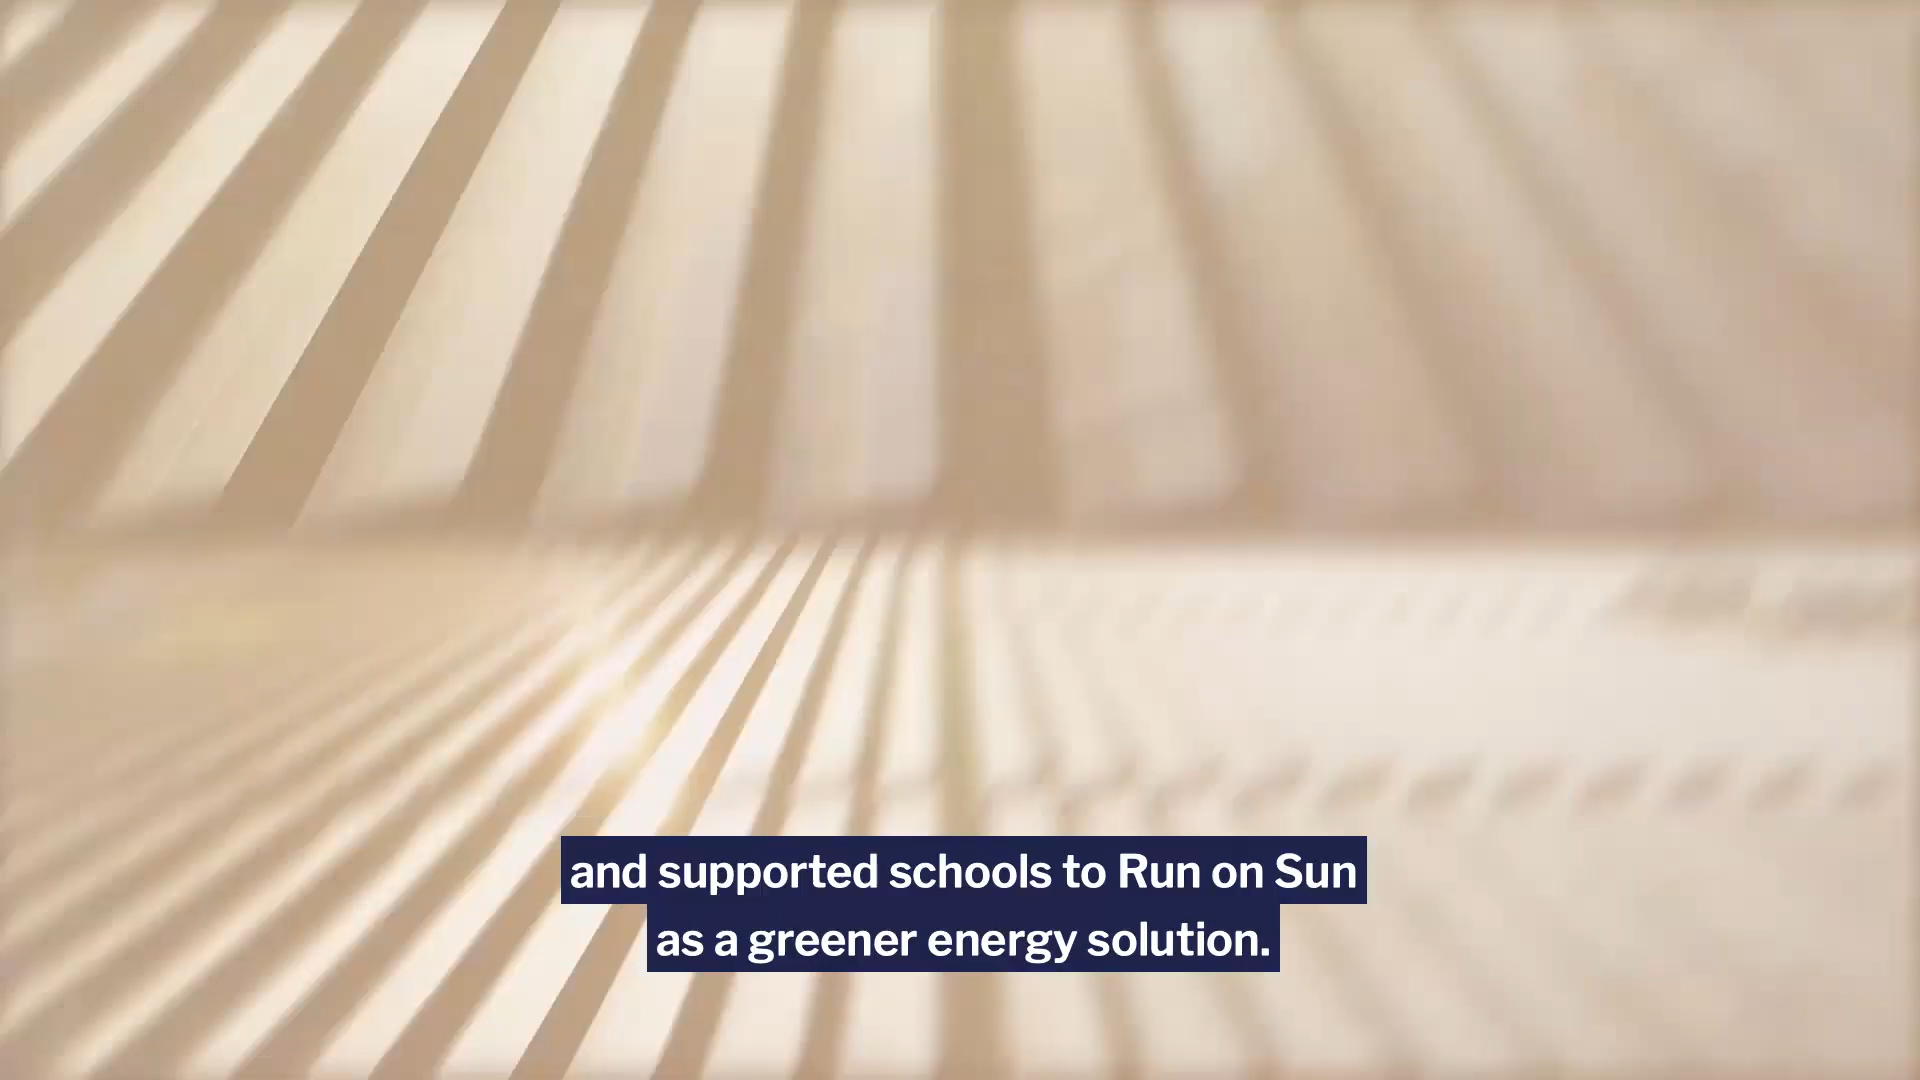 and supported schools to Run on Sun
as a greener energy solution.